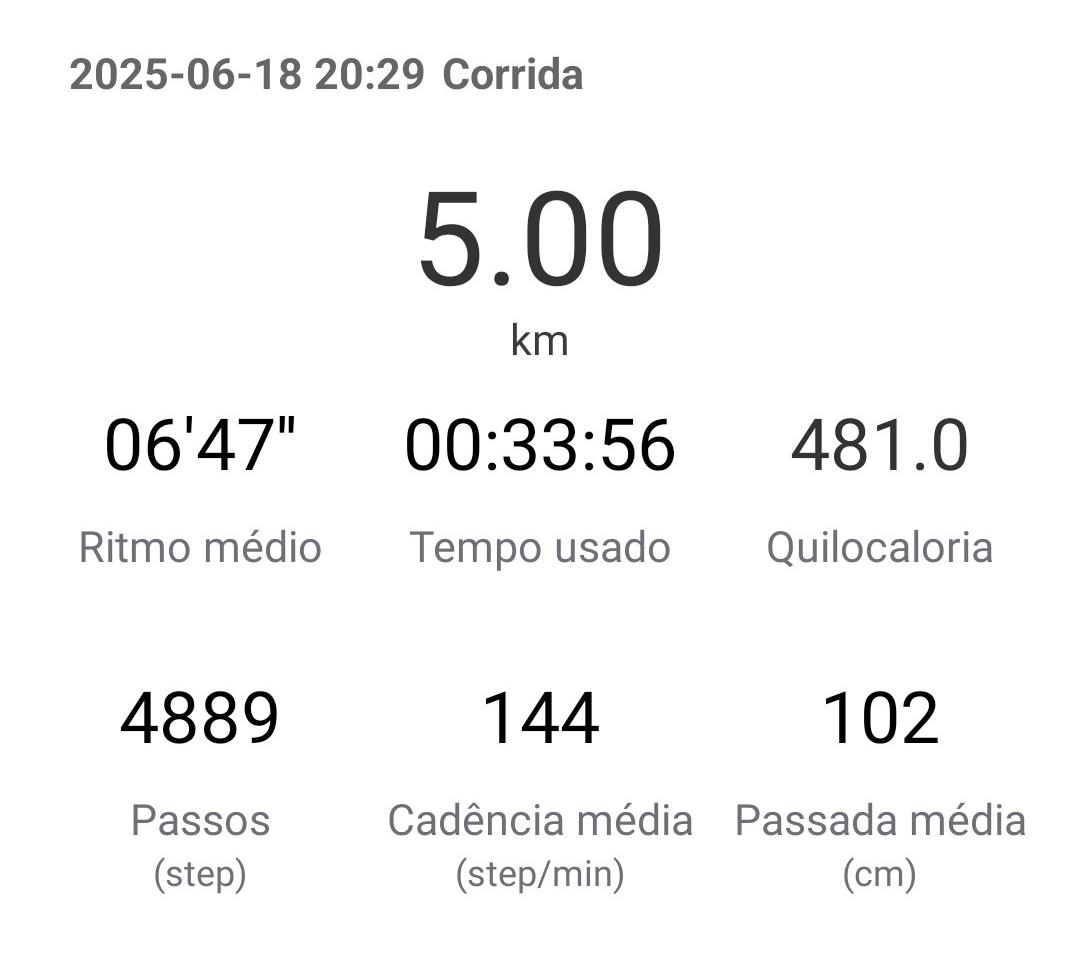 2025-06-18 20:29 Corrida
5.00
km
06'47" 00:33:56 481.0
Ritmo médio Tempo usado Quilocaloria
4889 144 102
Passos Cadência média Passada média
(step) (step/min) (cm)